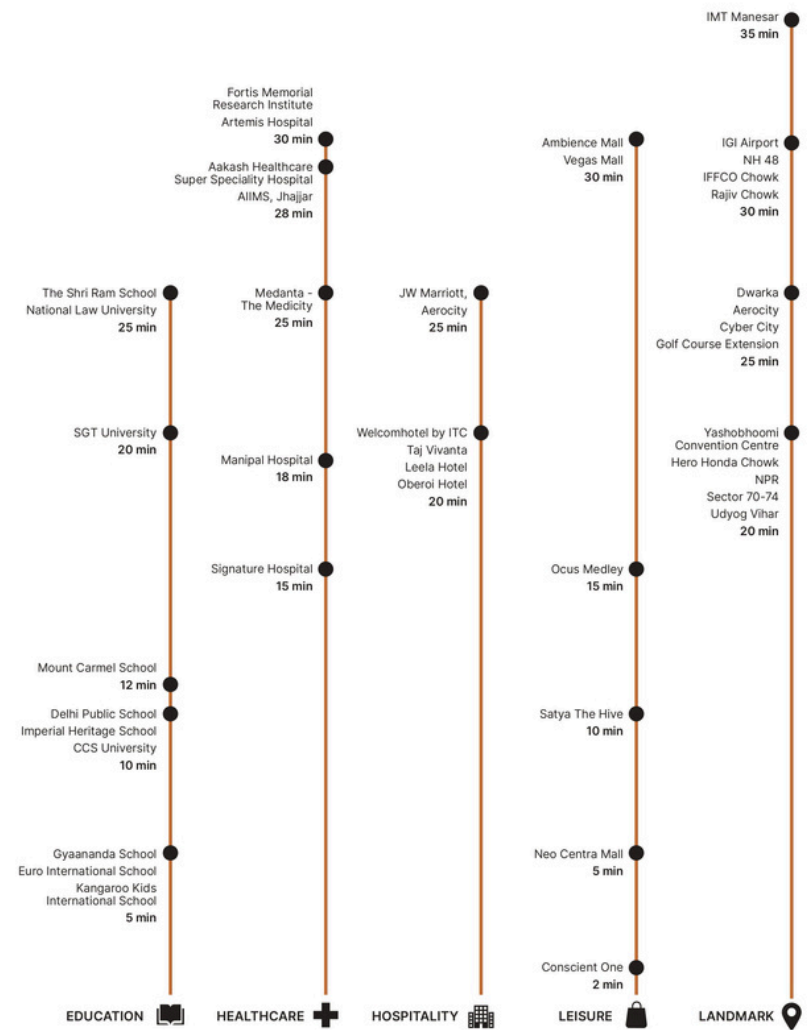 The Shri Ram School
National Law University
25 min
SGT University
20 min
Mount Carmel School
12 min
Delhi Public School
Imperial Heritage School
CCS University
10 min
Gyaananda School
Euro International School
Kangaroo Kids
International School
5 min
EDUCATION
Fortis Memorial
Research Institute
Artemis Hospital
30 min
Aakash Healthcare
Super Speciality Hospital
AIIMS, Jhajjar
28 min
Medanta -
The Medicity
25 min
Manipal Hospital
18 min
Signature Hospital
15 min
HEALTHCARE
JW Marriott,
Aerocity
25 min
Welcomhotel by ITC
Taj Vivanta
Leela Hotel
Oberoi Hotel
20 min
HOSPITALITY
Ambience Mall
Vegas Mall
30 min
Ocus Medley
15 min
Satya The Hive
10 min
Neo Centra Mall
5 min
Conscient One
2 min
LEISURE
IMT Manesar
35 min
IGI Airport
NH 48
IFFCO Chowk
Rajiv Chowk
30 min
Dwarka
Aerocity
Cyber City
Golf Course Extension
25 min
Yashobhoomi
Convention Centre
Hero Honda Chowk
NPR
Sector 70-74
Udyog Vihar
20 min
LANDMARK